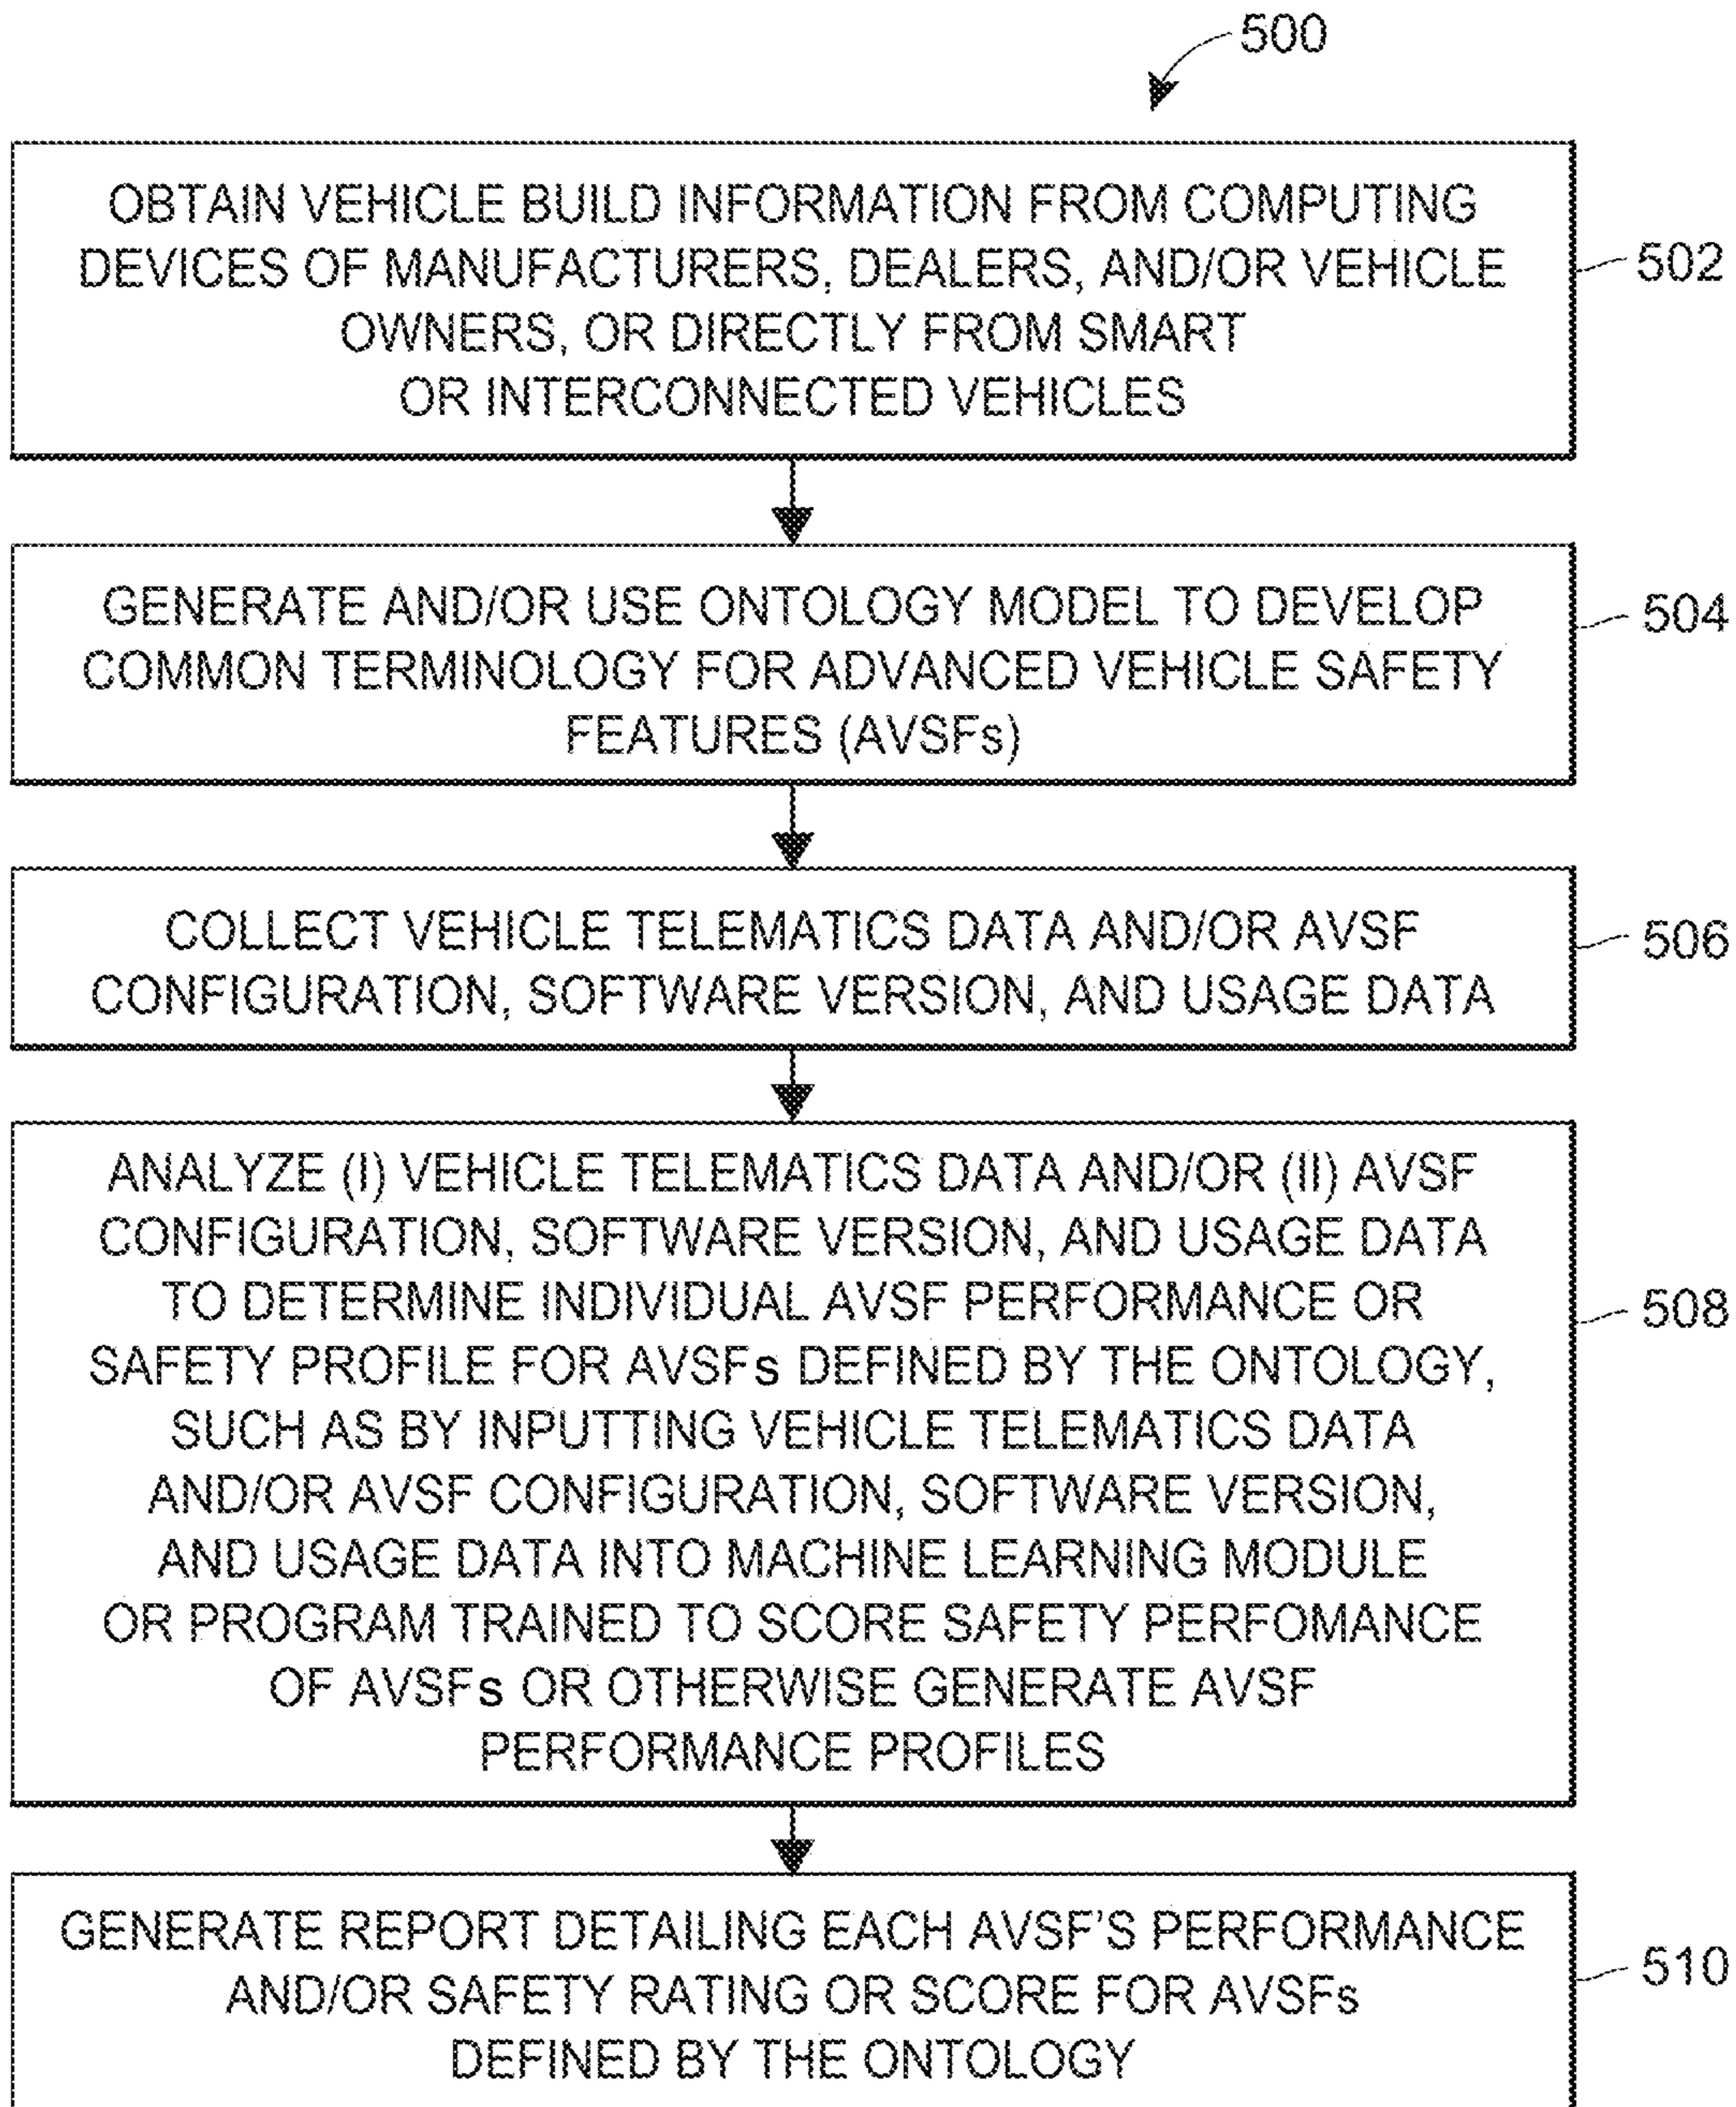 500
OBTAIN VEHICLE BUILD INFORMATION FROM COMPUTING
DEVICES OF MANUFACTURERS, DEALERS, AND/OR VEHICLE
OWNERS, OR DIRECTLY FROM SMART
OR INTERCONNECTED VEHICLES
502
GENERATE AND/OR USE ONTOLOGY MODEL TO DEVELOP
COMMON TERMINOLOGY FOR ADVANCED VEHICLE SAFETY
FEATURES (AVSFs)
504
COLLECT VEHICLE TELEMATICS DATA AND/OR AVSF
CONFIGURATION, SOFTWARE VERSION, AND USAGE DATA
506
ANALYZE (I) VEHICLE TELEMATICS DATA AND/OR (II) AVSF
CONFIGURATION, SOFTWARE VERSION, AND USAGE DATA
TO DETERMINE INDIVIDUAL AVSF PERFORMANCE OR
SAFETY PROFILE FOR AVSFs DEFINED BY THE ONTOLOGY,
SUCH AS BY INPUTTING VEHICLE TELEMATICS DATA
AND/OR AVSF CONFIGURATION, SOFTWARE VERSION,
AND USAGE DATA INTO MACHINE LEARNING MODULE
OR PROGRAM TRAINED TO SCORE SAFETY PERFOMANCE
OF AVSFs OR OTHERWISE GENERATE AVSF
PERFORMANCE PROFILES
508
GENERATE REPORT DETAILING EACH AVSF'S PERFORMANCE
AND/OR SAFETY RATING OR SCORE FOR AVSFs
DEFINED BY THE ONTOLOGY
510